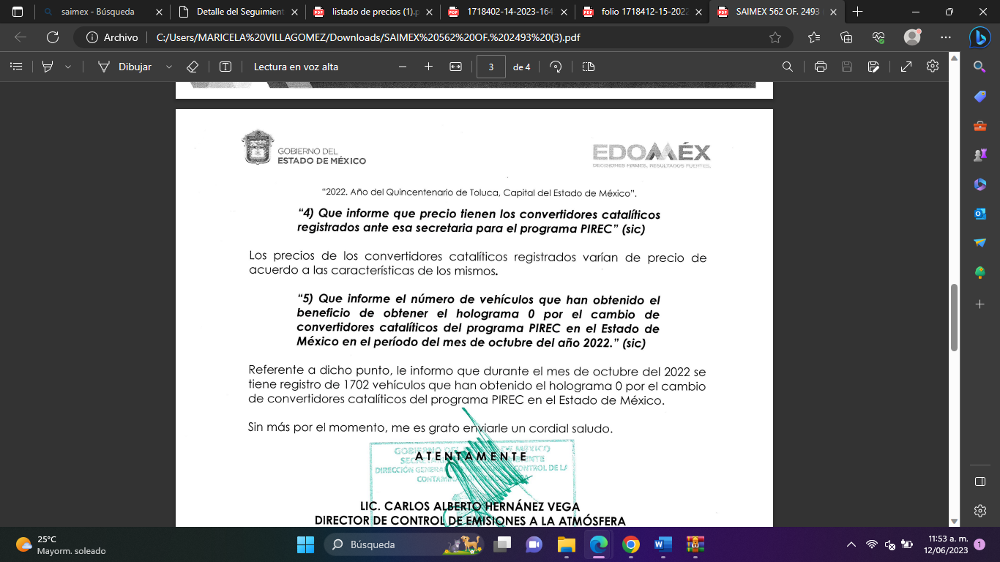 saimex - Búsqueda
Detalle del Seguimient
listado de precios (1).p
1718402-14-2023-164
folio 1718412-15-2022
SAIMEX 562 OF. 2493
Archivo
C:/Users/MARICELA%20VILLAGOMEZ/Downloads/SAIMEX%20562%20OF.%202493%20(3).pdf
Dibujar
Lectura en voz alta
3
de 4
GOBIERNO DEL
ESTADO DE MÉXICO
EDOMÉX
DECISIONES FIRMES, RESULTADOS FUERTES.
“2022. Año del Quincentenario de Toluca, Capital del Estado de México”.
“4) Que informe que precio tienen los convertidores catalíticos
registrados ante esa secretaria para el programa PIREC” (sic)
Los precios de los convertidores catalíticos registrados varían de precio de
acuerdo a las características de los mismos.
“5) Que informe el número de vehículos que han obtenido el
beneficio de obtener el holograma 0 por el cambio de
convertidores catalíticos del programa PIREC en el Estado de
México en el período del mes de octubre del año 2022.” (sic)
Referente a dicho punto, le informo que durante el mes de octubre del 2022 se
tiene registro de 1702 vehículos que han obtenido el holograma 0 por el cambio
de convertidores catalíticos del programa PIREC en el Estado de México.
Sin más por el momento, me es grato enviarle un cordial saludo.
GOBIERNO DEL DE MÉXICO
ATENTAMENTE
DIRECCIÓN CONTROL DE LA
LIC. CARLOS ALBERTO HERNÁNEZ VEGA
DIRECTOR DE CONTROL DE EMISIONES A LA ATMÓSFERA
25°C
Mayorm. soleado
Búsqueda
11:53 a. m.
12/06/2023
1